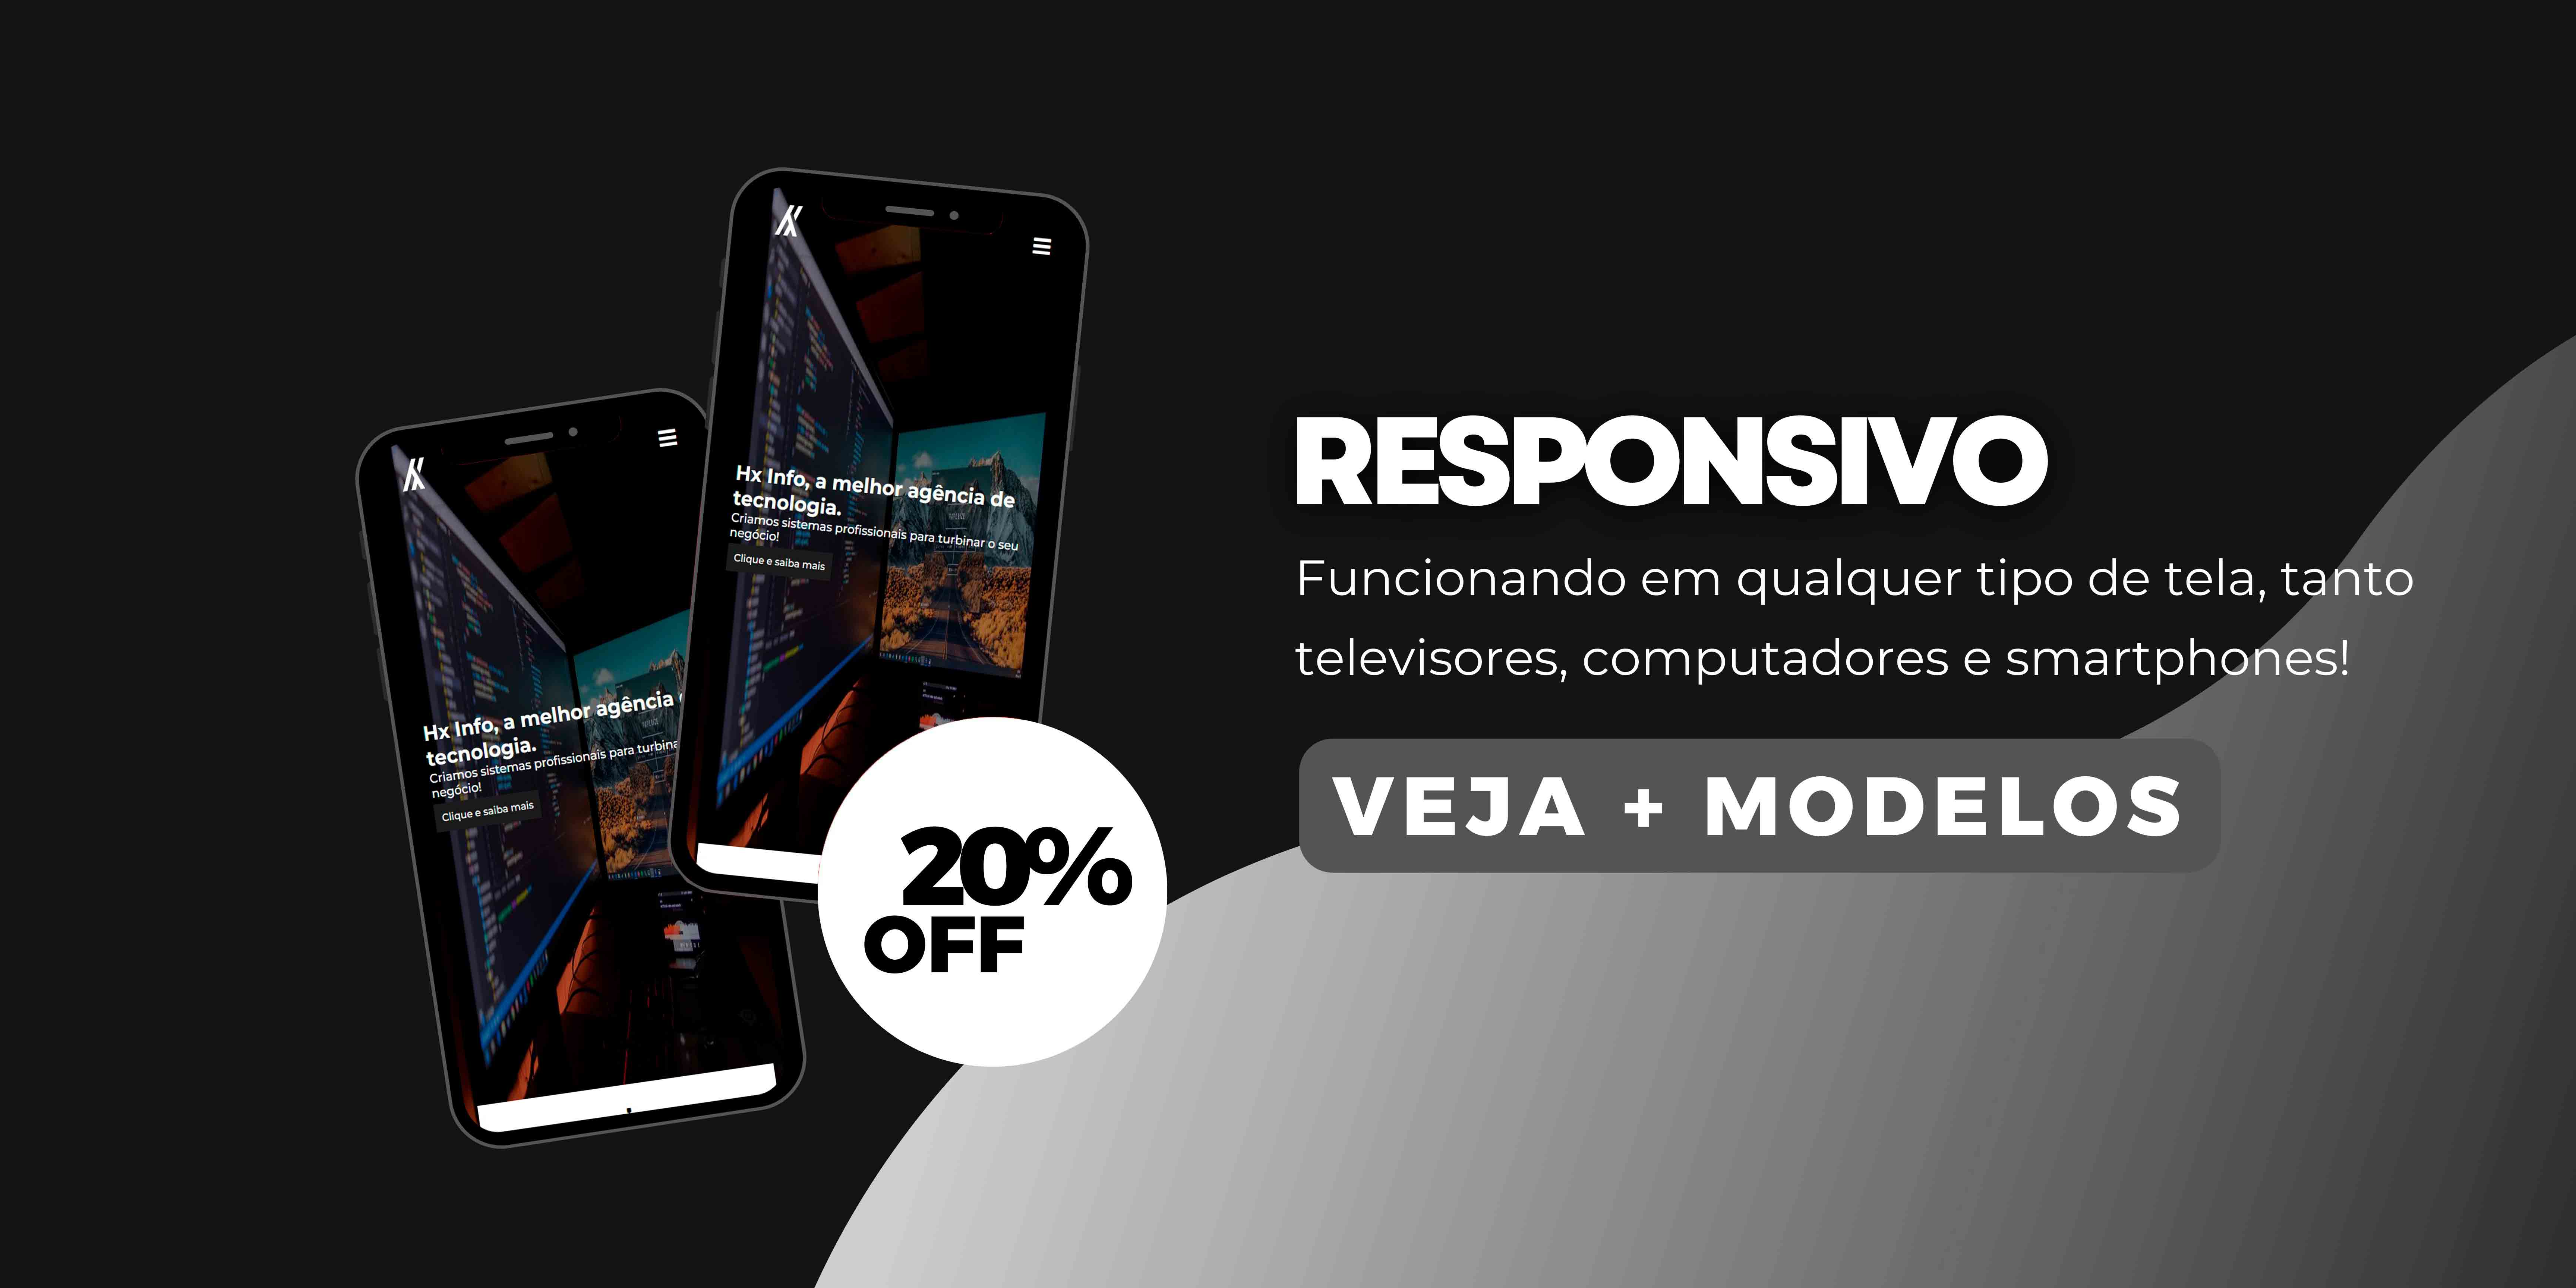 Hx Info, a melhor agência de
tecnologia.
Criamos sistemas profissionais para turbinar o seu
negócio!
Clique e saiba mais
Hx Info, a melhor agência
tecnologia.
Criamos sistemas profissionais para turbina
negócio!
Clique e saiba mais
20%
OFF
RESPONSIVO
Funcionando em qualquer tipo de tela, tanto
televisores, computadores e smartphones!
VEJA + MODELOS